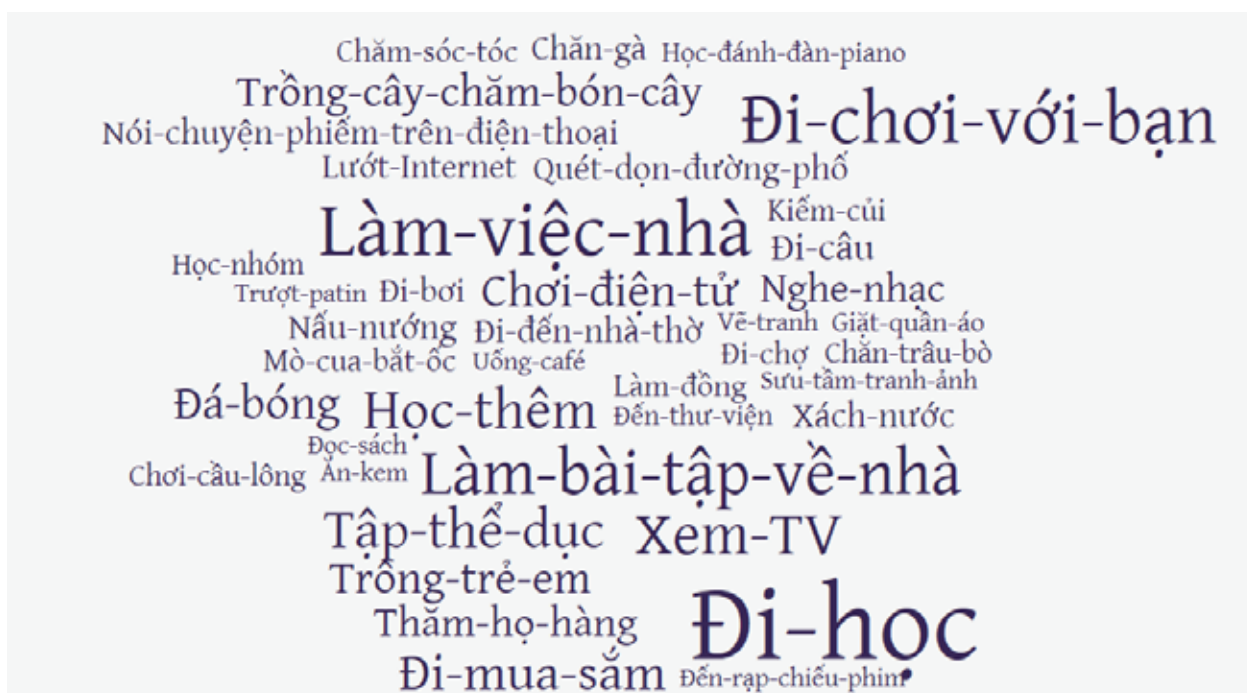 Chăm-sóc-tóc Chăn-gà Học-đánh-đàn-piano
Trồng-cây-chăm-bón-cây Đi-chơi-với-bạn
Nói-chuyện-phiếm-trên-điện-thoại
Lướt-Internet Quét-dọn-đường-phố
Làm-việc-nhà Kiếm-củi
Đi-câu
Học-nhóm
Trượt-patin Đi-bơi Chơi-điện-tử Nghe-nhạc
Nấu-nướng Đi-đến-nhà-thờ Vẽ-tranh Giặt-quần-áo
Mò-cua-bắt-ốc Uống-café Đi-chợ Chăn-trâu-bò
Làm-đồng Sưu-tầm-tranh-ảnh
Đá-bóng Học-thêm Đến-thư-viện Xách-nước
Đọc-sách
Chơi-cầu-lông Ăn-kem Làm-bài-tập-về-nhà
Tập-thể-dục Xem-TV
Trông-trẻ-em
Thăm-họ-hàng Đi-học
Đi-mua-sắm Đến-rạp-chiếu-phim